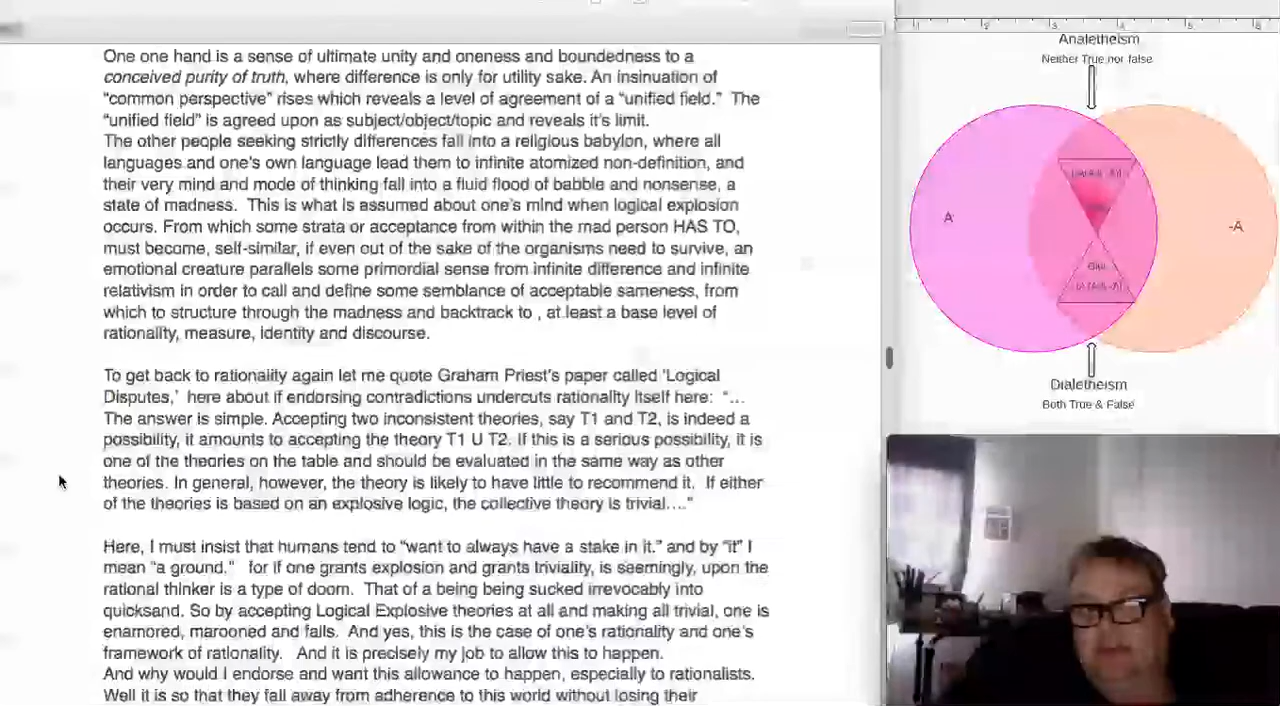 One one hand is a sense of ultimate unity and oneness and boundedness to a
conceived purity of truth, where difference is only for utility sake. An insinuation of
“common perspective” rises which reveals a level of agreement of a “unified field.”  The
“unified field” is agreed upon as subject/object/topic and reveals it's limit.
The other people seeking strictly differences fall into a religious babylon, where all
languages and one's own language lead them to infinite atomized non-definition, and
their very mind and mode of thinking fall into a fluid flood of babble and nonsense, a
state of madness.  This is what is assumed about one's mind when logical explosion
occurs. From which some strata or acceptance from within the mad person HAS TO,
must become, self-similar, if even out of the sake of the organisms need to survive, an
emotional creature parallels some primordial sense from infinite difference and infinite
relativism in order to call and define some semblance of acceptable sameness, from
which to structure through the madness and backtrack to , at least a base level of
rationality, measure, identity and discourse.
To get back to rationality again let me quote Graham Priest's paper called 'Logical
Disputes,'  here about if endorsing contradictions undercuts rationality itself here:  “...
The answer is simple. Accepting two inconsistent theories, say T1 and T2, is indeed a
possibility, it amounts to accepting the theory T1 U T2. If this is a serious possibility, it is
one of the theories on the table and should be evaluated in the same way as other
theories. In general, however, the theory is likely to have little to recommend it.  If either
of the theories is based on an explosive logic, the collective theory is trivial....”
Here, I must insist that humans tend to “want to always have a stake in it.” and by “it” I
mean “a ground,”   for if one grants explosion and grants triviality, is seemingly, upon the
rational thinker is a type of doom.  That of a being being sucked irrevocably into
quicksand. So by accepting Logical Explosive theories at all and making all trivial, one is
enamored, marooned and falls.  And yes, this is the case of one's rationality and one's
framework of rationality.   And it is precisely my job to allow this to happen.
And why would I endorse and want this allowance to happen, especially to rationalists.
Well it is so that they fall away from adherence to this world without losing their
1 2 3 4 5 6
Analetheism
Neither True nor false
A
-A
Dialetheism
Both True & False